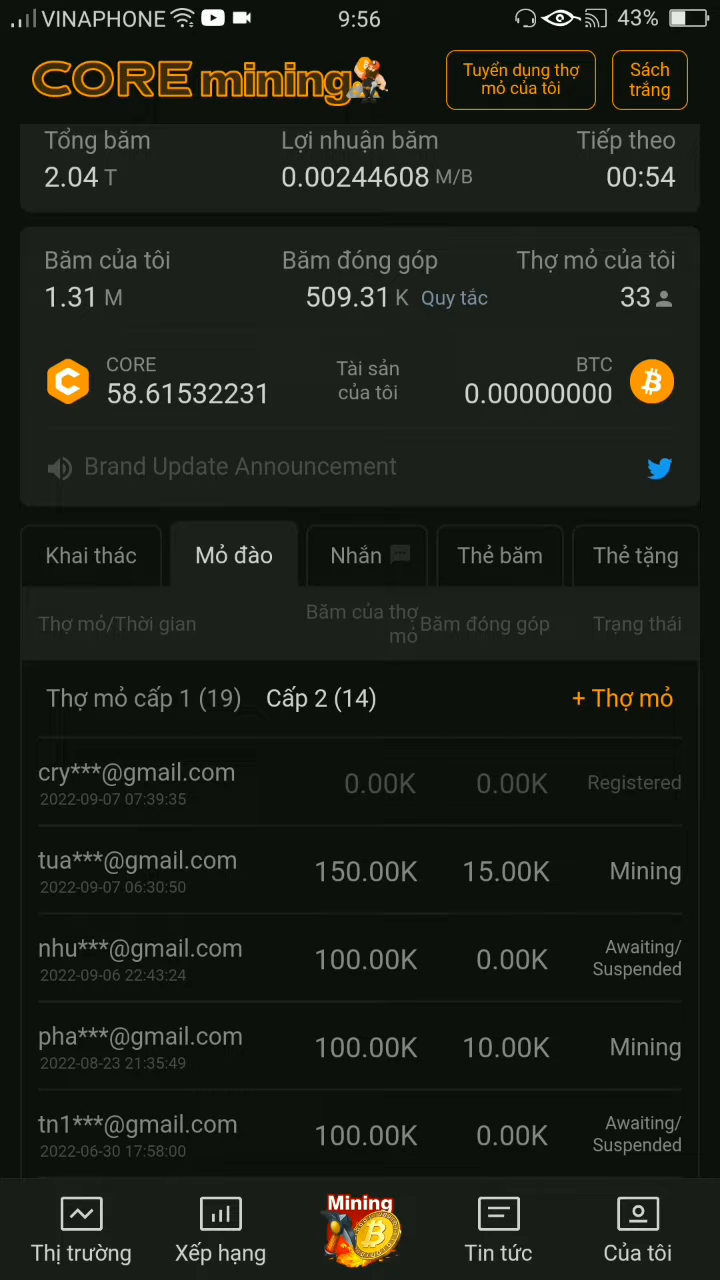 VINAPHONE 9:56 43%
CORE mining
Tuyển dụng thợ
mỏ của tôi
Sách
trắng
Tổng băm Lợi nhuận băm Tiếp theo
2.04 T 0.00244608 M/B 00:54
Băm của tôi Băm đóng góp Thợ mỏ của tôi
1.31 M 509.31 K Quy tắc 33
CORE
58.61532231
Tài sản
của tôi
BTC
0.00000000
Brand Update Announcement
Khai thác Mỏ đào Nhắn Thẻ băm Thẻ tặng
Thợ mỏ/Thời gian Băm của thợ mỏ Băm đóng góp Trạng thái
Thợ mỏ cấp 1 (19) Cấp 2 (14) + Thợ mỏ
cry***@gmail.com 0.00K 0.00K Registered
2022-09-07 07:39:35
tua***@gmail.com 150.00K 15.00K Mining
2022-09-07 06:30:50
nhu***@gmail.com 100.00K 0.00K Awaiting/
2022-09-06 22:43:24 Suspended
pha***@gmail.com 100.00K 10.00K Mining
2022-08-23 21:35:49
tn1***@gmail.com 100.00K 0.00K Awaiting/
2022-06-30 17:58:00 Suspended
Mining
Thị trường Xếp hạng Tin tức Của tôi